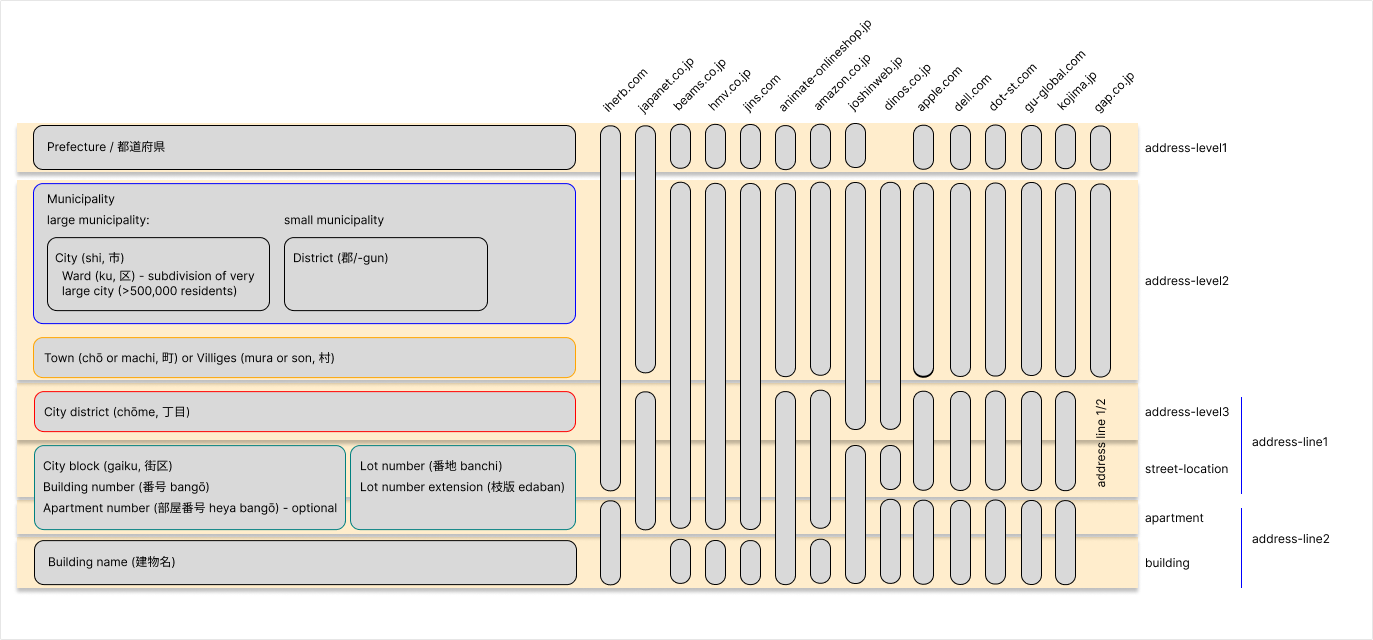 iherb.com
japanet.co.jp
beams.co.jp
hmv.co.jp
jins.com
animate-onlineshop.jp
amazon.co.jp
joshinweb.jp
dinos.co.jp
apple.com
dell.com
dot-st.com
gu-global.com
kojima.jp
gap.co.jp
Prefecture / 都道府県
address-level1
Municipality
large municipality:
small municipality
City (shi, 市)
Ward (ku, 区) - subdivision of very
large city (>500,000 residents)
District (郡/-gun)
address-level2
Town (chō or machi, 町) or Villiges (mura or son, 村)
City district (chōme, 丁目)
address line 1/2
address-level3
address-line1
City block (gaiku, 街区)
Building number (番号 bangō)
Apartment number (部屋番号 heya bangō) - optional
Lot number (番地 banchi)
Lot number extension (枝版 edaban)
street-location
apartment
address-line2
Building name (建物名)
building